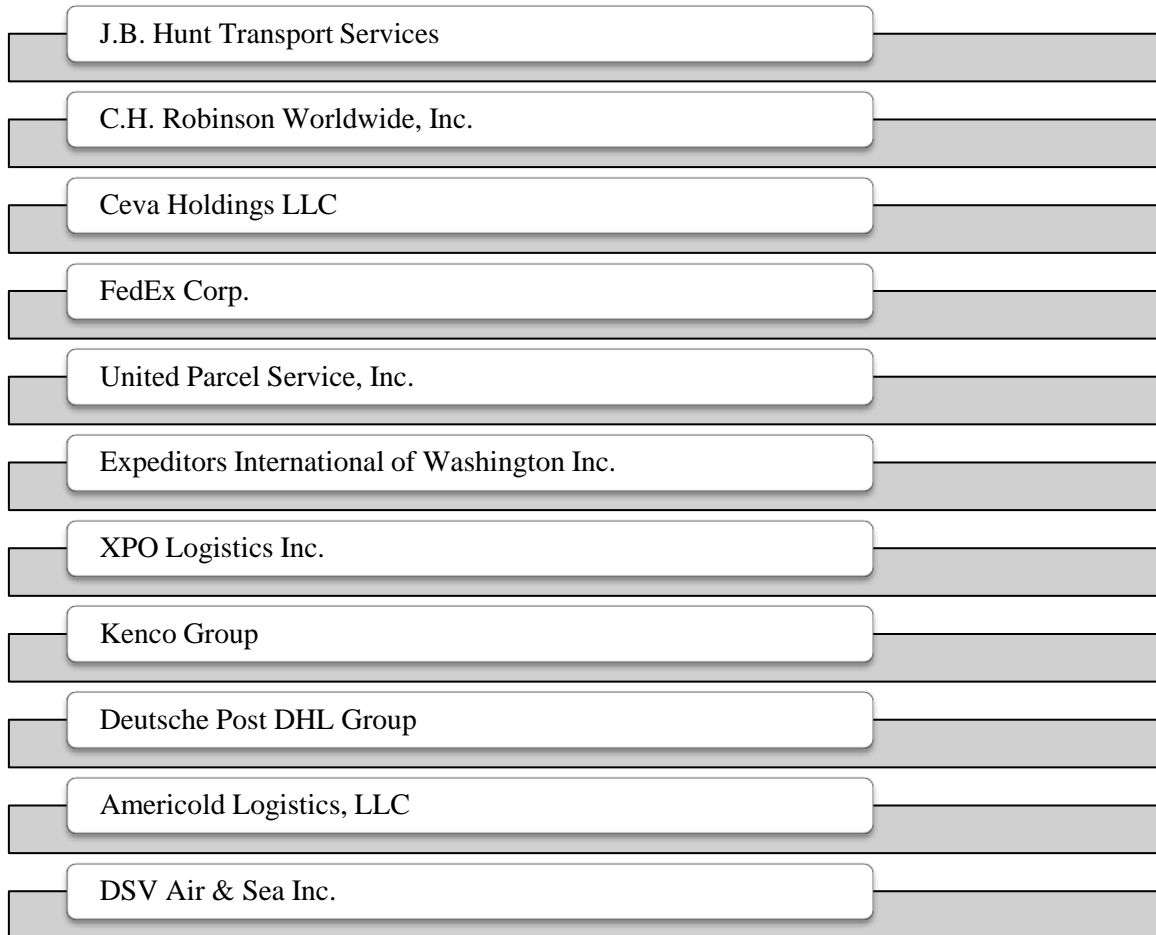 J.B. Hunt Transport Services
C.H. Robinson Worldwide, Inc.
Ceva Holdings LLC
FedEx Corp.
United Parcel Service, Inc.
Expeditors International of Washington Inc.
XPO Logistics Inc.
Kenco Group
Deutsche Post DHL Group
Americold Logistics, LLC
DSV Air & Sea Inc.